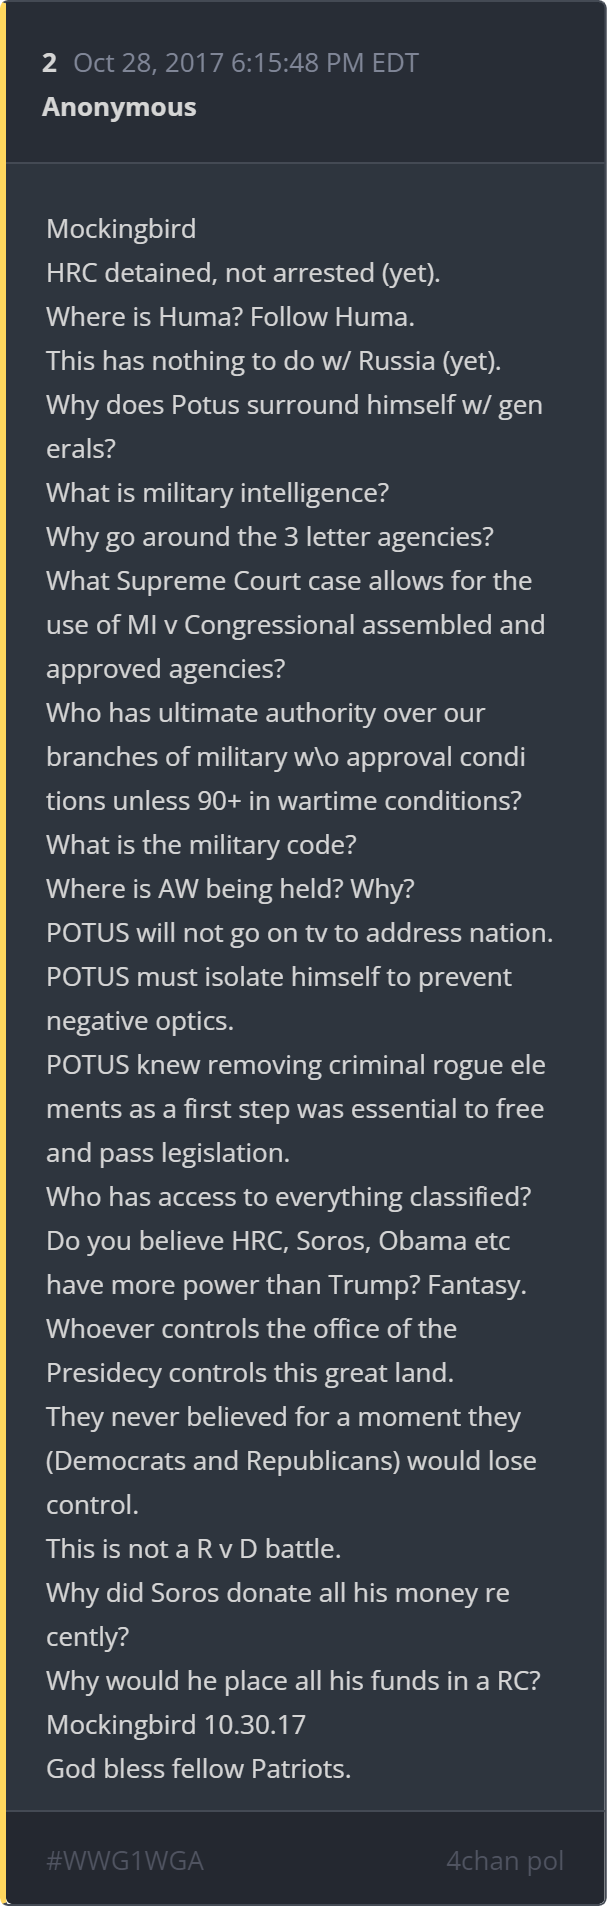 2 Oct 28, 2017 6:15:48 PM EDT
Anonymous
Mockingbird
HRC detained, not arrested (yet).
Where is Huma? Follow Huma.
This has nothing to do w/ Russia (yet).
Why does Potus surround himself w/ gen
erals?
What is military intelligence?
Why go around the 3 letter agencies?
What Supreme Court case allows for the
use of MI v Congressional assembled and
approved agencies?
Who has ultimate authority over our
branches of military w\o approval condi
tions unless 90+ in wartime conditions?
What is the military code?
Where is AW being held? Why?
POTUS will not go on tv to address nation.
POTUS must isolate himself to prevent
negative optics.
POTUS knew removing criminal rogue ele
ments as a first step was essential to free
and pass legislation.
Who has access to everything classified?
Do you believe HRC, Soros, Obama etc
have more power than Trump? Fantasy.
Whoever controls the office of the
Presidecy controls this great land.
They never believed for a moment they
(Democrats and Republicans) would lose
control.
This is not a R v D battle.
Why did Soros donate all his money re
cently?
Why would he place all his funds in a RC?
Mockingbird 10.30.17
God bless fellow Patriots.
#WWG1WGA 4chan pol